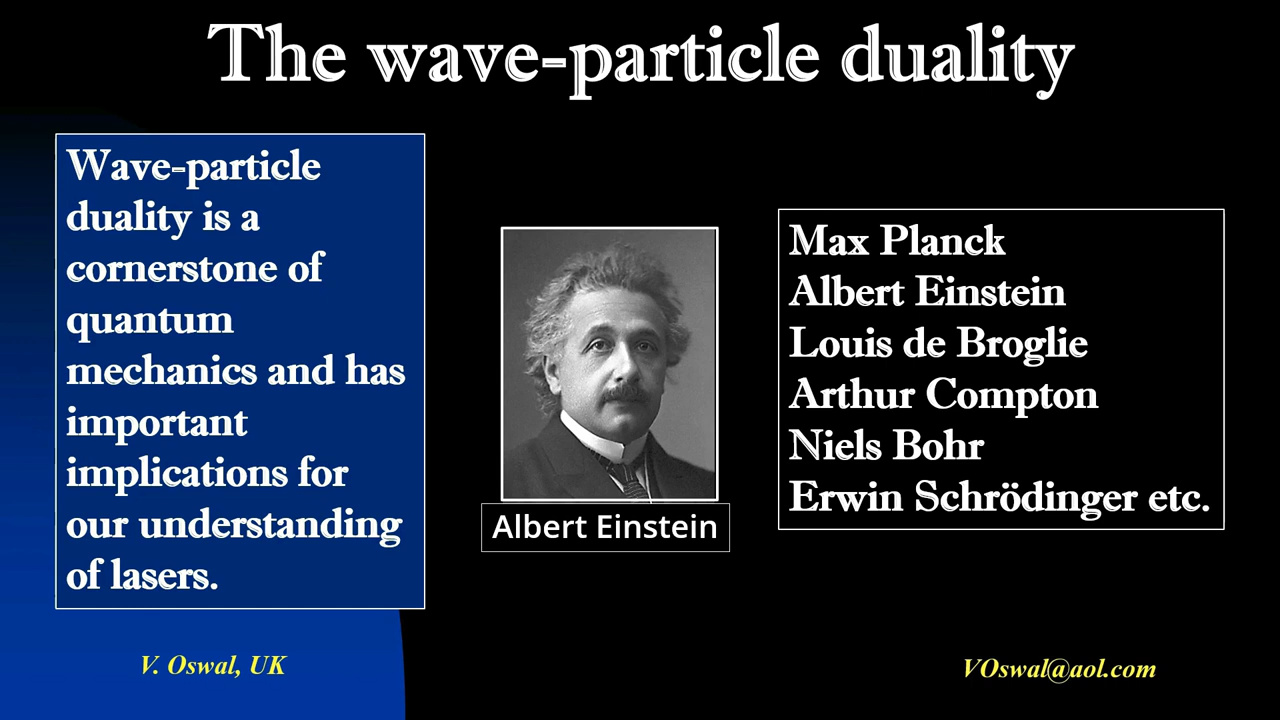 The wave-particle duality
Wave-particle
duality is a
cornerstone of
quantum
mechanics and has
important
implications for
our understanding
of lasers.
Albert Einstein
Max Planck
Albert Einstein
Louis de Broglie
Arthur Compton
Niels Bohr
Erwin Schrödinger etc.
V. Oswal, UK
VOswal@aol.com